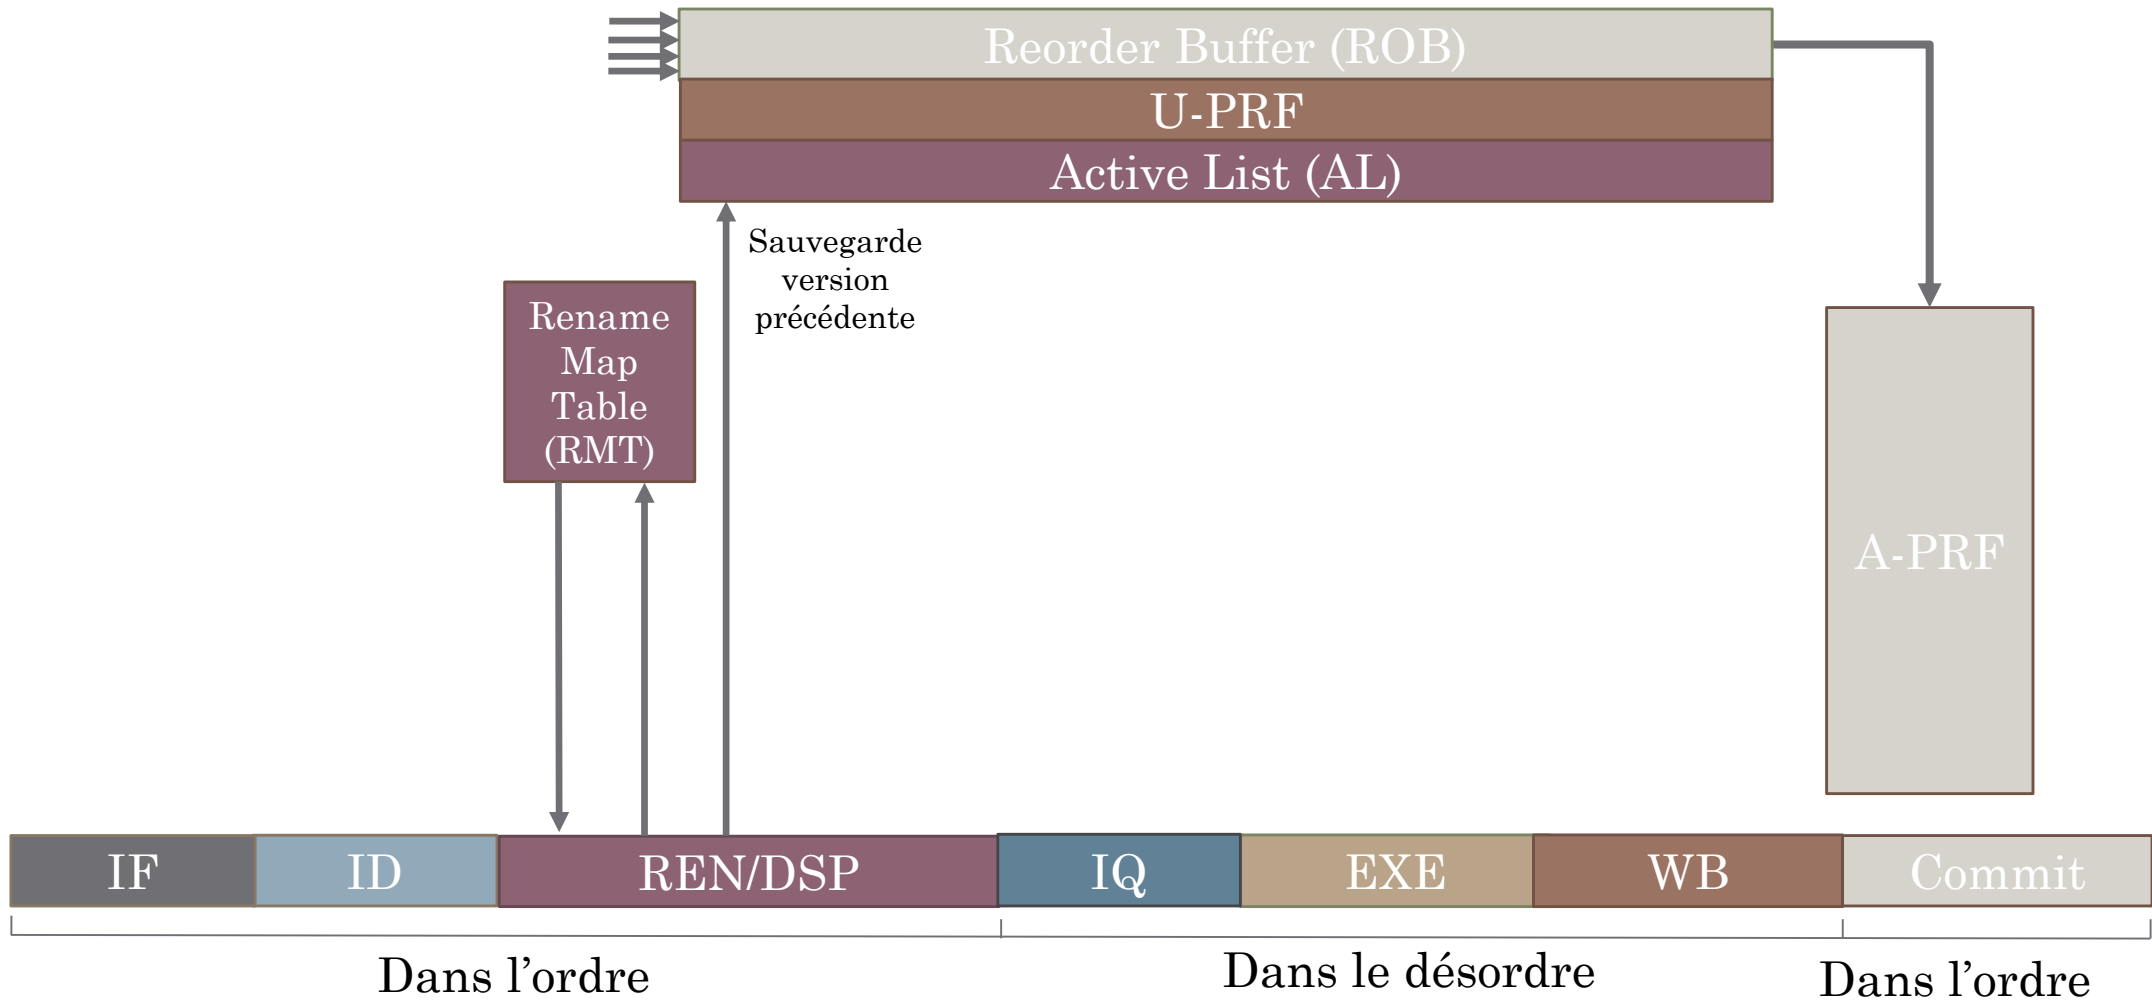 Reorder Buffer (ROB)
U-PRF
Active List (AL)
Sauvegarde
version
précédente
Rename
Map
Table
(RMT)
A-PRF
IF
ID
REN/DSP
IQ
EXE
WB
Commit
Dans l’ordre
Dans le désordre
Dans l’ordre